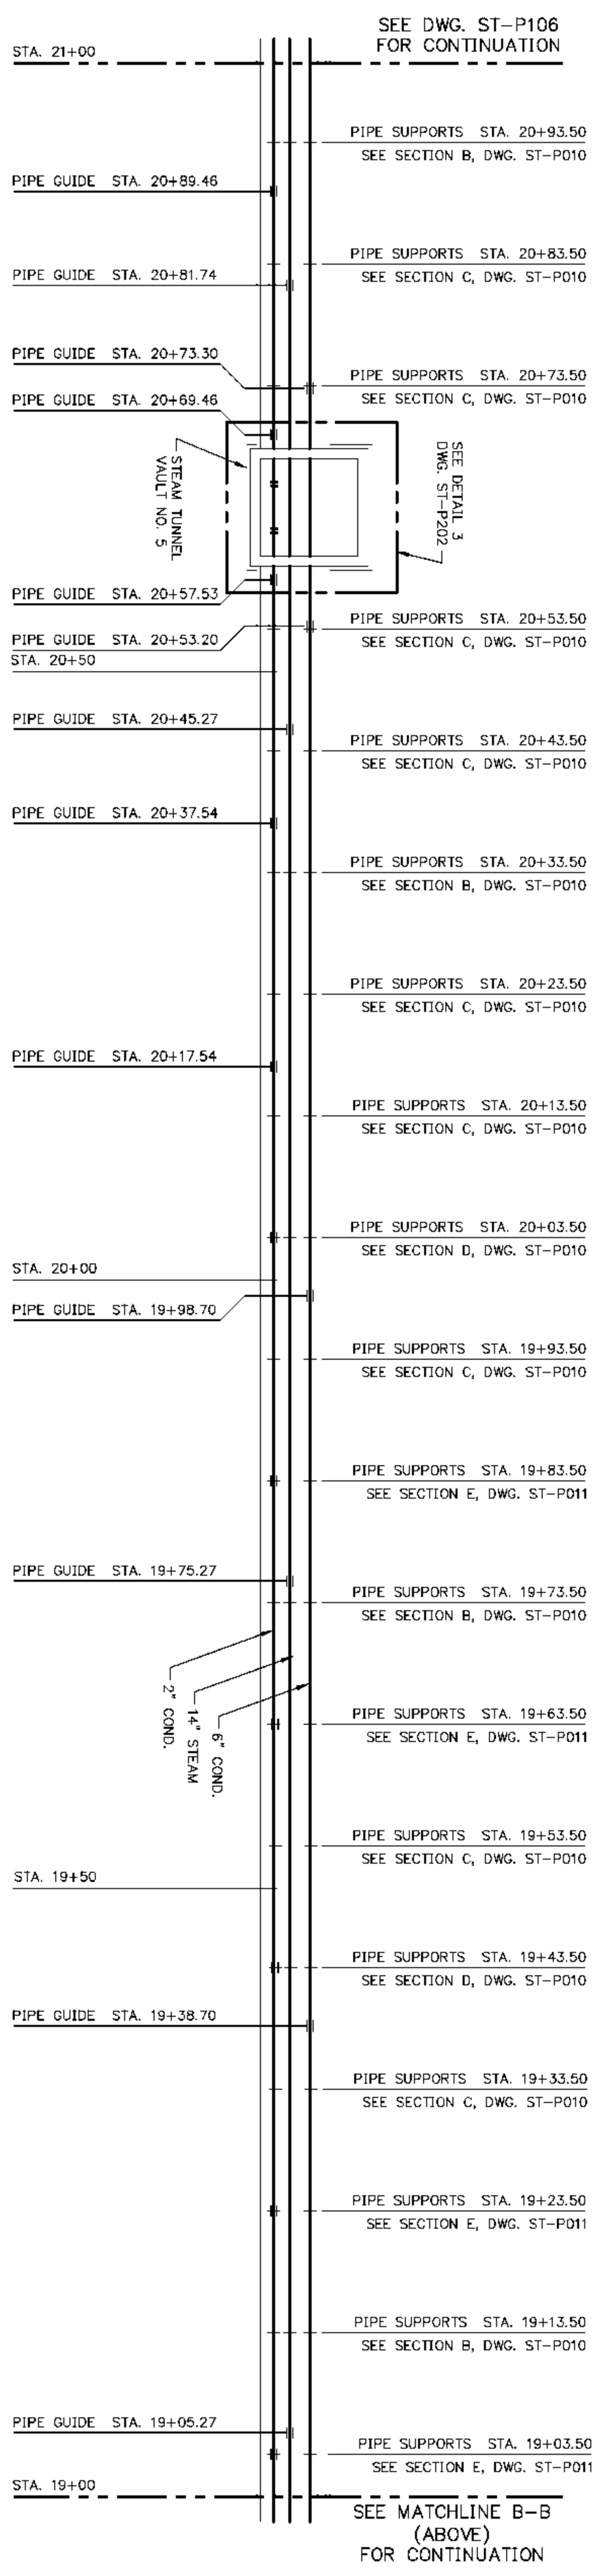 SEE DWG. ST-P106
FOR CONTINUATION
STA. 21+00
PIPE SUPPORTS STA. 20+93.50
SEE SECTION B, DWG. ST-P010
PIPE GUIDE STA. 20+89.46
PIPE SUPPORTS STA. 20+83.50
SEE SECTION C, DWG. ST-P010
PIPE GUIDE STA. 20+81.74
PIPE GUIDE STA. 20+73.30
PIPE SUPPORTS STA. 20+73.50
SEE SECTION C, DWG. ST-P010
PIPE GUIDE STA. 20+69.46
STEAM TUNNEL
VAULT NO. 5
SEE DETAIL 3
DWG. ST-P202
PIPE GUIDE STA. 20+57.53
PIPE SUPPORTS STA. 20+53.50
SEE SECTION C, DWG. ST-P010
PIPE GUIDE STA. 20+53.20
STA. 20+50
PIPE GUIDE STA. 20+45.27
PIPE SUPPORTS STA. 20+43.50
SEE SECTION C, DWG. ST-P010
PIPE GUIDE STA. 20+37.54
PIPE SUPPORTS STA. 20+33.50
SEE SECTION B, DWG. ST-P010
PIPE SUPPORTS STA. 20+23.50
SEE SECTION C, DWG. ST-P010
PIPE GUIDE STA. 20+17.54
PIPE SUPPORTS STA. 20+13.50
SEE SECTION C, DWG. ST-P010
PIPE SUPPORTS STA. 20+03.50
SEE SECTION D, DWG. ST-P010
STA. 20+00
PIPE GUIDE STA. 19+98.70
PIPE SUPPORTS STA. 19+93.50
SEE SECTION C, DWG. ST-P010
PIPE SUPPORTS STA. 19+83.50
SEE SECTION E, DWG. ST-P011
PIPE GUIDE STA. 19+75.27
PIPE SUPPORTS STA. 19+73.50
SEE SECTION B, DWG. ST-P010
2" COND.
14" STEAM
6" COND.
PIPE SUPPORTS STA. 19+63.50
SEE SECTION E, DWG. ST-P011
PIPE SUPPORTS STA. 19+53.50
SEE SECTION C, DWG. ST-P010
STA. 19+50
PIPE SUPPORTS STA. 19+43.50
SEE SECTION D, DWG. ST-P010
PIPE GUIDE STA. 19+38.70
PIPE SUPPORTS STA. 19+33.50
SEE SECTION C, DWG. ST-P010
PIPE SUPPORTS STA. 19+23.50
SEE SECTION E, DWG. ST-P011
PIPE SUPPORTS STA. 19+13.50
SEE SECTION B, DWG. ST-P010
PIPE GUIDE STA. 19+05.27
PIPE SUPPORTS STA. 19+03.50
SEE SECTION E, DWG. ST-P011
STA. 19+00
SEE MATCHLINE B-B
(ABOVE)
FOR CONTINUATION